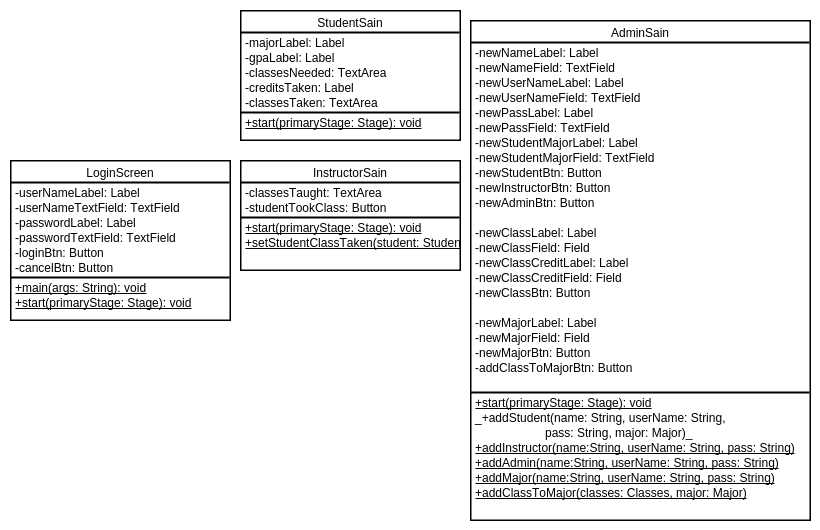 StudentSain
-majorLabel: Label
-gpaLabel: Label
-classesNeeded: TextArea
-creditsTaken: Label
-classesTaken: TextArea
+start(primaryStage: Stage): void
LoginScreen
-userNameLabel: Label
-userNameTextField: TextField
-passwordLabel: Label
-passwordTextField: TextField
-loginBtn: Button
-cancelBtn: Button
+main(args: String): void
+start(primaryStage: Stage): void
InstructorSain
-classesTaught: TextArea
-studentTookClass: Button
+start(primaryStage: Stage): void
+setStudentClassTaken(student: Studen
AdminSain
-newNameLabel: Label
-newNameField: TextField
-newUserNameLabel: Label
-newUserNameField: TextField
-newPassLabel: Label
-newPassField: TextField
-newStudentMajorLabel: Label
-newStudentMajorField: TextField
-newStudentBtn: Button
-newInstructorBtn: Button
-newAdminBtn: Button
-newClassLabel: Label
-newClassField: Field
-newClassCreditLabel: Label
-newClassCreditField: Field
-newClassBtn: Button
-newMajorLabel: Label
-newMajorField: Field
-newMajorBtn: Button
-addClassToMajorBtn: Button
+start(primaryStage: Stage): void
_+addStudent(name: String, userName: String,
pass: String, major: Major)_
+addInstructor(name:String, userName: String, pass: String)
+addAdmin(name:String, userName: String, pass: String)
+addMajor(name:String, userName: String, pass: String)
+addClassToMajor(classes: Classes, major: Major)